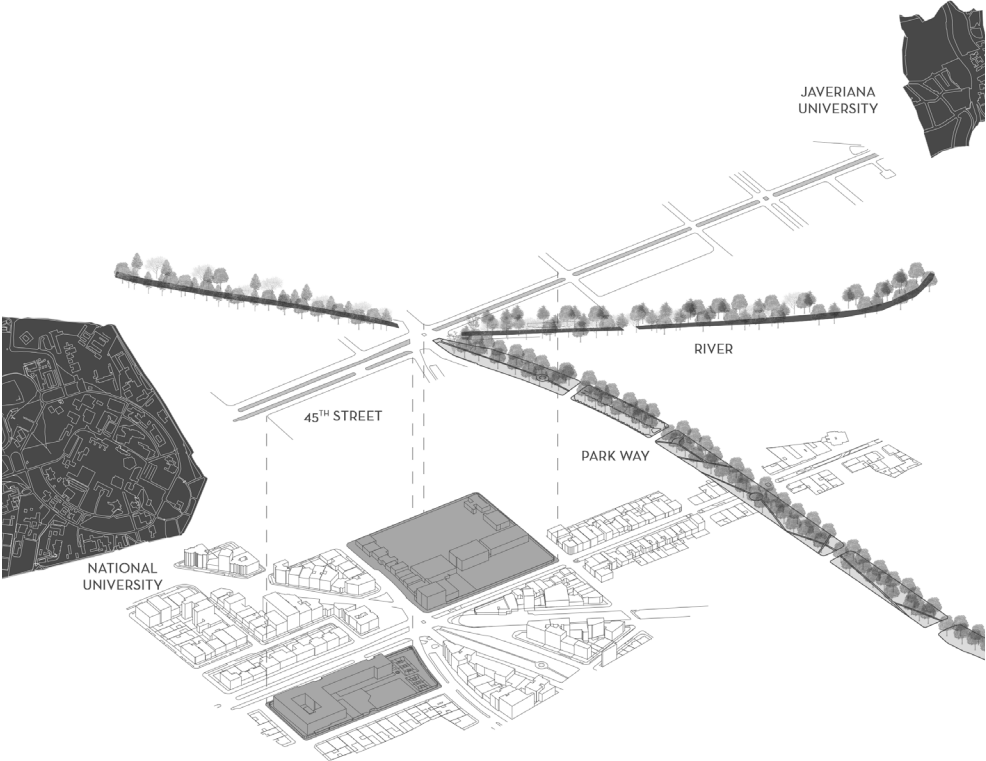 JAVERIANA
UNIVERSITY
RIVER
45TH STREET
PARK WAY
NATIONAL
UNIVERSITY